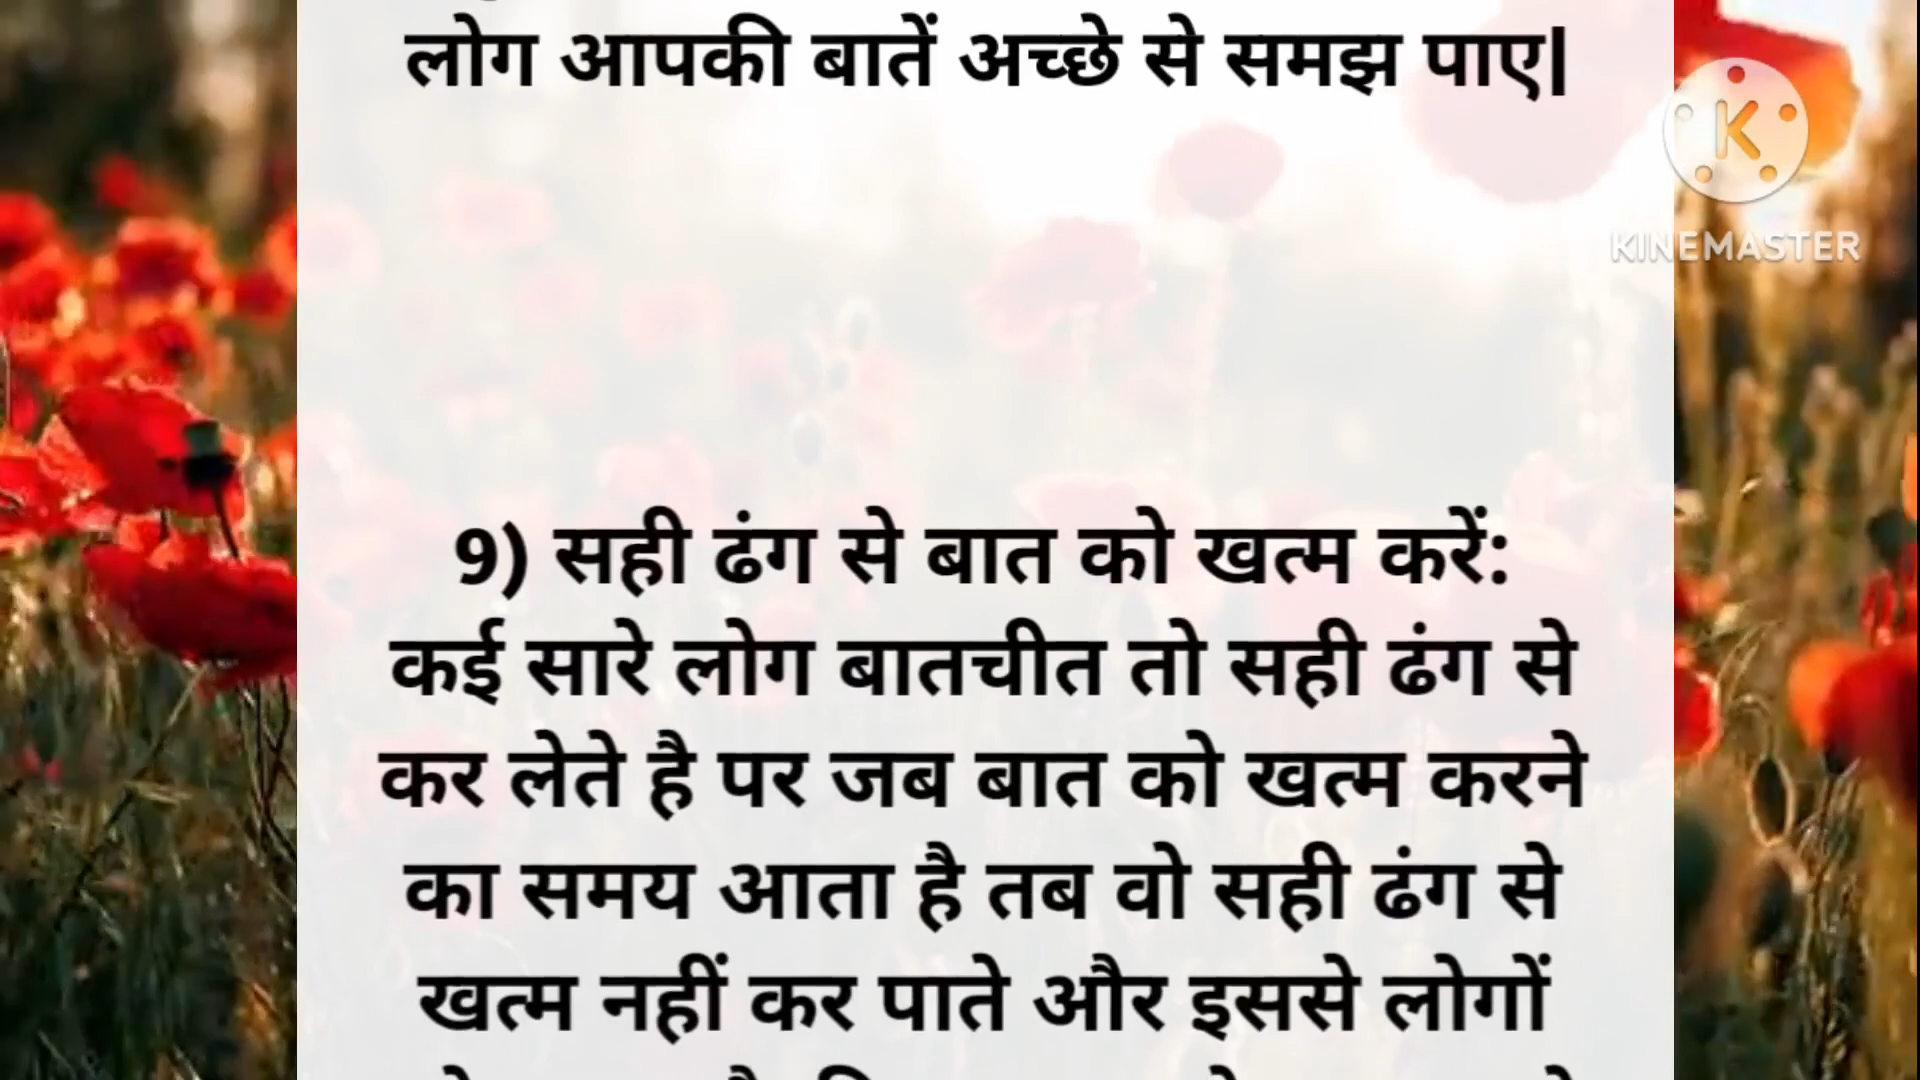 लोग आपकी बातें अच्छे से समझ पाए|
K
KINEMASTER
9) सही ढंग से बात को खत्म करें:
कई सारे लोग बातचीत तो सही ढंग से
कर लेते है पर जब बात को खत्म करने
का समय आता है तब वो सही ढंग से
खत्म नहीं कर पाते और इससे लोगों